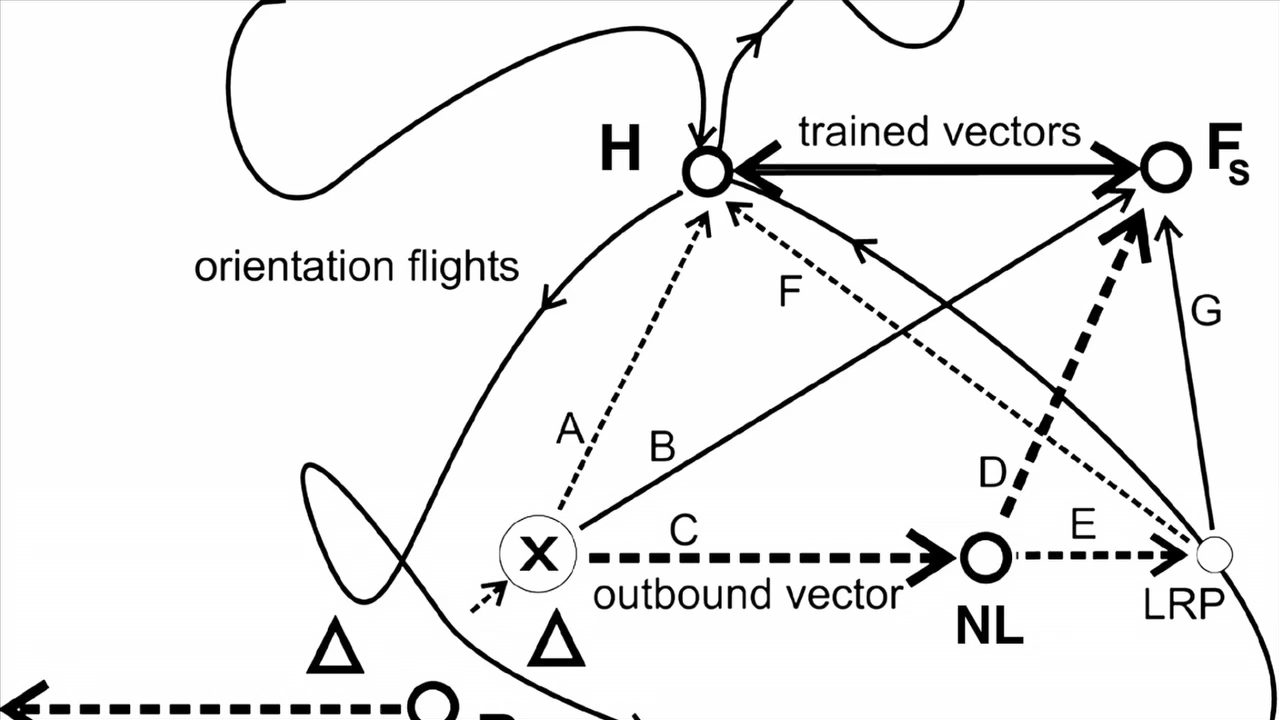 trained vectors
H
Fs
orientation flights
F
G
A
B
D
C
E
X
outbound vector
NL
LRP
Δ
Δ